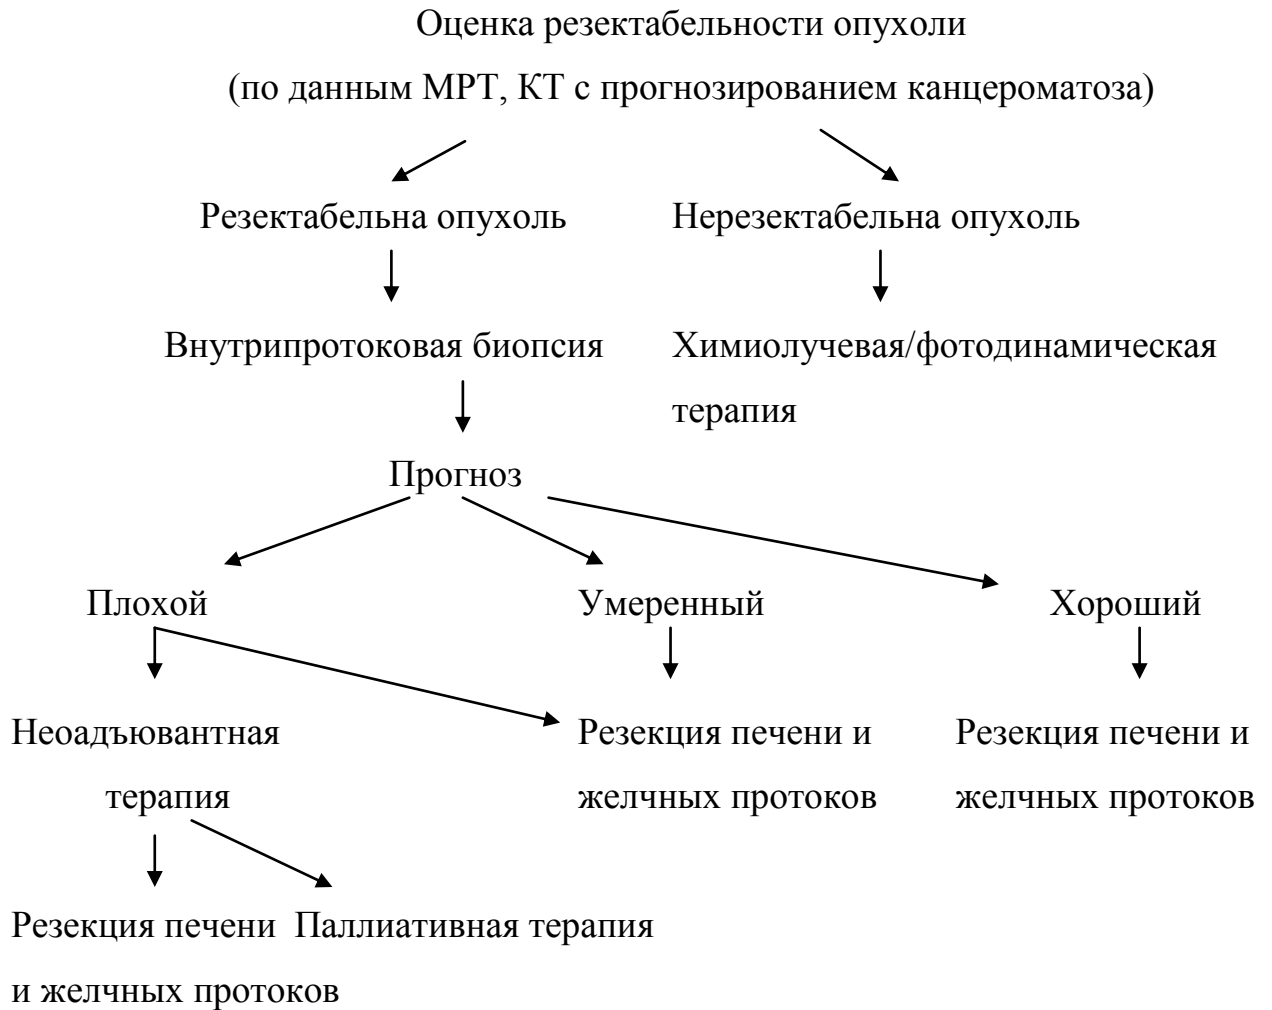 Оценка резектабельности опухоли
(по данным МРТ, КТ с прогнозированием канцероматоза)
Резектабельна опухоль
Нерезектабельна опухоль
Внутрипротоковая биопсия
Химиолучевая/фотодинамическая
терапия
Прогноз
Плохой
Умеренный
Хороший
Неоадъювантная
терапия
Резекция печени и
желчных протоков
Резекция печени и
желчных протоков
Резекция печени
и желчных протоков
Паллиативная терапия